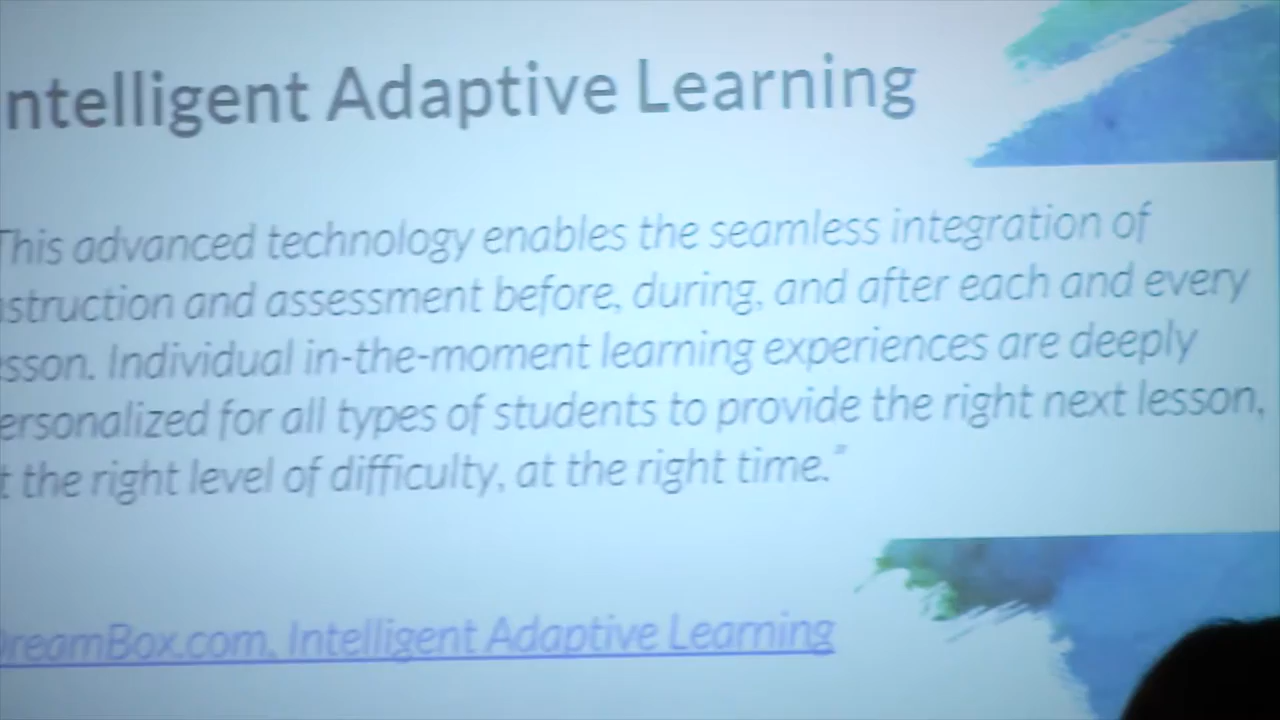 ntelligent Adaptive Learning
This advanced technology enables the seamless integration of
struction and assessment before, during, and after each and every
sson. Individual in-the-moment learning experiences are deeply
ersonalized for all types of students to provide the right next lesson,
t the right level of difficulty, at the right time.”
DreamBox.com, Intelligent Adaptive Learning